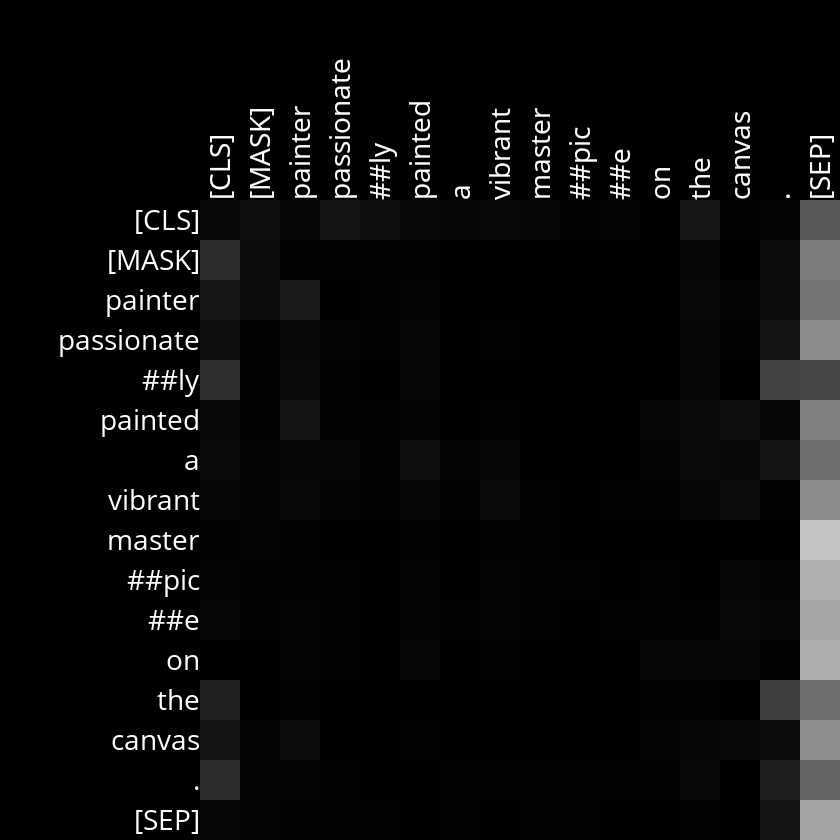 [CLS] [MASK] painter passionate ##ly painted a vibrant master ##pic ##e on the canvas . [SEP]
[CLS]
[MASK]
painter
passionate
##ly
painted
a
vibrant
master
##pic
##e
on
the
canvas
.
[SEP]